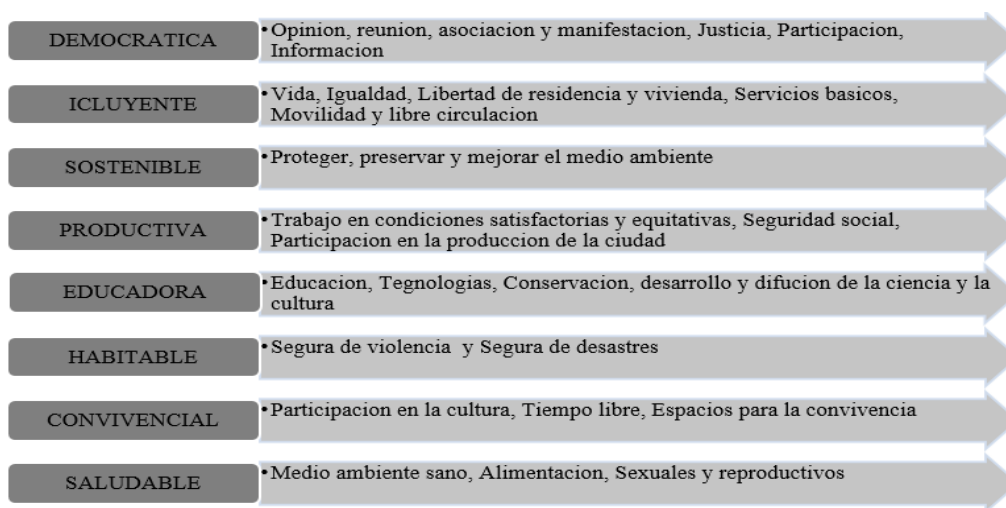 DEMOCRATICA
•Opinion, reunion, asociacion y manifestacion, Justicia, Participacion,
Informacion
ICLUYENTE
•Vida, Igualdad, Libertad de residencia y vivienda, Servicios basicos,
Movilidad y libre circulacion
SOSTENIBLE
•Proteger, preservar y mejorar el medio ambiente
PRODUCTIVA
•Trabajo en condiciones satisfactorias y equitativas, Seguridad social,
Participacion en la produccion de la ciudad
EDUCADORA
•Educacion, Tegnologias, Conservacion, desarrollo y difucion de la ciencia y la
cultura
HABITABLE
•Segura de violencia  y Segura de desastres
CONVIVENCIAL
•Participacion en la cultura, Tiempo libre, Espacios para la convivencia
SALUDABLE
•Medio ambiente sano, Alimentacion, Sexuales y reproductivos